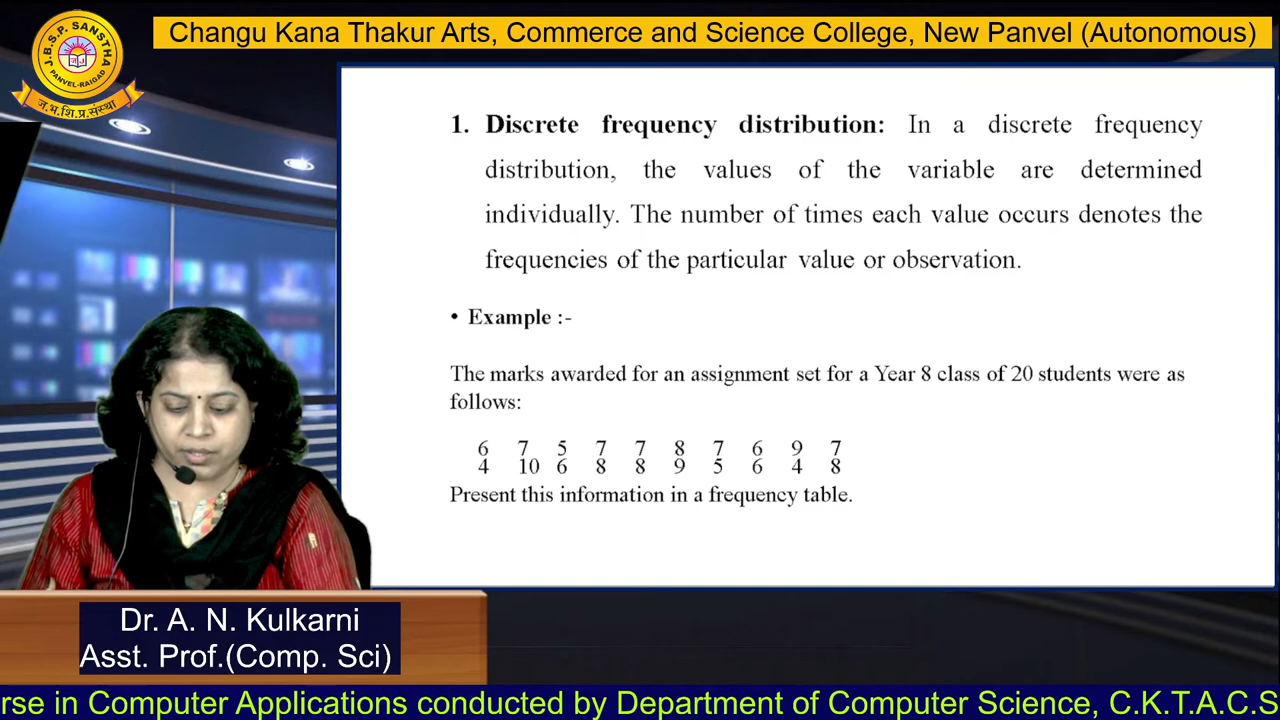 J.B.S.P. SANSTHA
PANVEL-RAIGAD
ज.भ.शि.प्र.संस्था
Changu Kana Thakur Arts, Commerce and Science College, New Panvel (Autonomous)
1. Discrete frequency distribution: In a discrete frequency
distribution, the values of the variable are determined
individually. The number of times each value occurs denotes the
frequencies of the particular value or observation.
• Example :-
The marks awarded for an assignment set for a Year 8 class of 20 students were as
follows:
6 7 5 7 7 8 7 6 9 7
4 10 6 8 8 9 5 6 4 8
Present this information in a frequency table.
Dr. A. N. Kulkarni
Asst. Prof.(Comp. Sci)
rse in Computer Applications conducted by Department of Computer Science, C.K.T.A.C.S